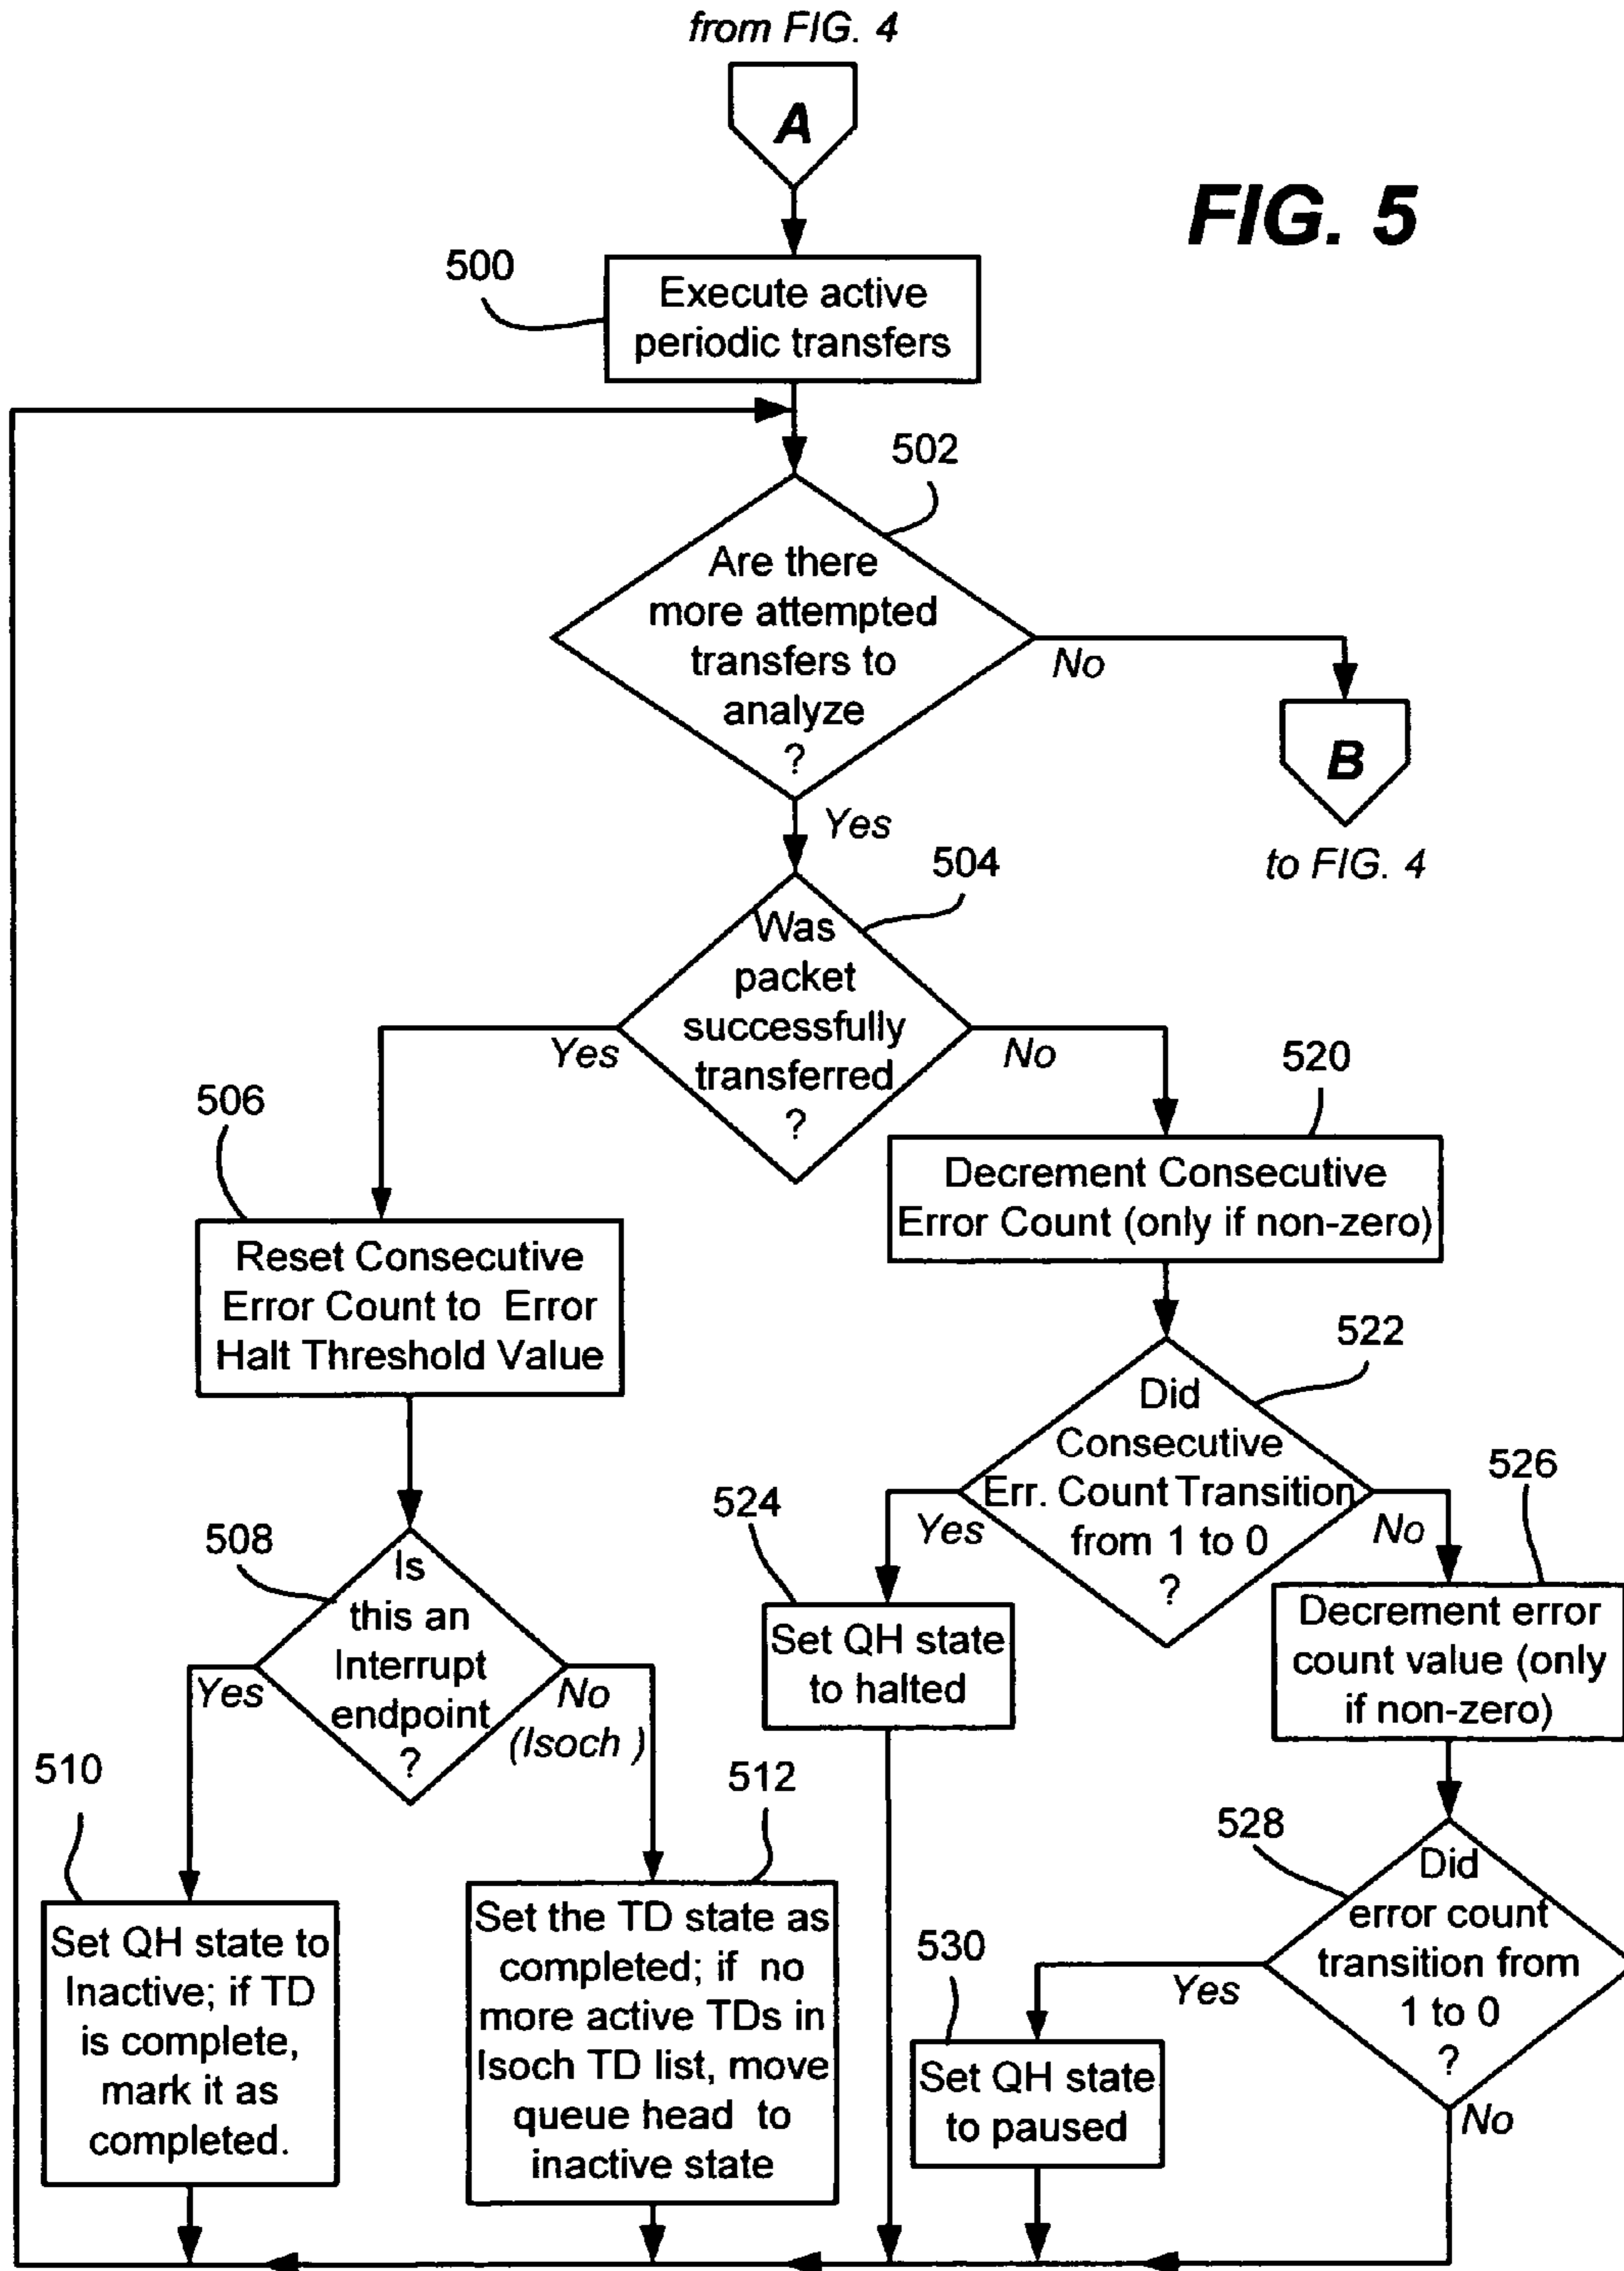 from FIG. 4
A
FIG. 5
500
Execute active
periodic transfers
502
Are there
more attempted
transfers to
analyze
?
No
B
to FIG. 4
Yes
504
Was
packet
successfully
transferred
?
Yes
No
506
Reset Consecutive
Error Count to Error
Halt Threshold Value
520
Decrement Consecutive
Error Count (only if non-zero)
522
Did
Consecutive
Err. Count Transition
from 1 to 0
?
Yes
No
524
Set QH state
to halted
526
Decrement error
count value (only
if non-zero)
508
Is
this an
Interrupt
endpoint
?
Yes
No
(Isoch )
510
Set QH state to
Inactive; if TD
is complete,
mark it as
completed.
512
Set the TD state as
completed; if no
more active TDs in
Isoch TD list, move
queue head to
inactive state
528
Did
error count
transition from
1 to 0
?
Yes
No
530
Set QH state
to paused